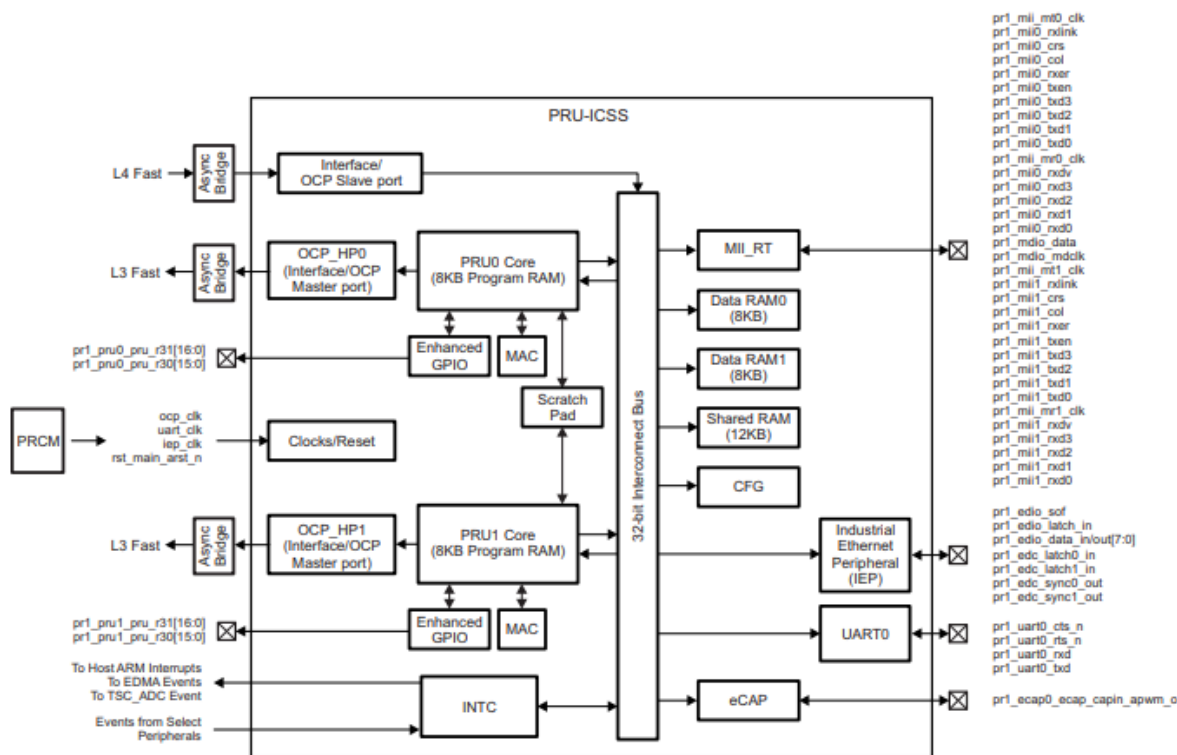 PRU-ICSS
L4 Fast
Async
Bridge
Interface/
OCP Slave port
L3 Fast
Async
Bridge
OCP_HP0
(Interface/OCP
Master port)
PRU0 Core
(8KB Program RAM)
pr1_pru0_pru_r31[16:0]
pr1_pru0_pru_r30[15:0]
Enhanced
GPIO
MAC
Scratch
Pad
PRCM
ocp_clk
uart_clk
iep_clk
rst_main_arst_n
Clocks/Reset
L3 Fast
Async
Bridge
OCP_HP1
(Interface/OCP
Master port)
PRU1 Core
(8KB Program RAM)
pr1_pru1_pru_r31[16:0]
pr1_pru1_pru_r30[15:0]
Enhanced
GPIO
MAC
To Host ARM Interrupts
To EDMA Events
To TSC_ADC Event
Events from Select
Peripherals
INTC
32-bit Interconnect Bus
MII_RT
Data RAM0
(8KB)
Data RAM1
(8KB)
Shared RAM
(12KB)
CFG
Industrial
Ethernet
Peripheral
(IEP)
UART0
eCAP
pr1_mii_mt0_clk
pr1_mii0_rxlink
pr1_mii0_crs
pr1_mii0_col
pr1_mii0_rxer
pr1_mii0_txen
pr1_mii0_txd3
pr1_mii0_txd2
pr1_mii0_txd1
pr1_mii0_txd0
pr1_mii_mr0_clk
pr1_mii0_rxdv
pr1_mii0_rxd3
pr1_mii0_rxd2
pr1_mii0_rxd1
pr1_mii0_rxd0
pr1_mdio_data
pr1_mdio_mdclk
pr1_mii_mt1_clk
pr1_mii1_rxlink
pr1_mii1_crs
pr1_mii1_col
pr1_mii1_rxer
pr1_mii1_txen
pr1_mii1_txd3
pr1_mii1_txd2
pr1_mii1_txd1
pr1_mii1_txd0
pr1_mii_mr1_clk
pr1_mii1_rxdv
pr1_mii1_rxd3
pr1_mii1_rxd2
pr1_mii1_rxd1
pr1_mii1_rxd0
pr1_edio_sof
pr1_edio_latch_in
pr1_edio_data_in/out[7:0]
pr1_edc_latch0_in
pr1_edc_latch1_in
pr1_edc_sync0_out
pr1_edc_sync1_out
pr1_uart0_cts_n
pr1_uart0_rts_n
pr1_uart0_rxd
pr1_uart0_txd
pr1_ecap0_ecap_capin_apwm_o